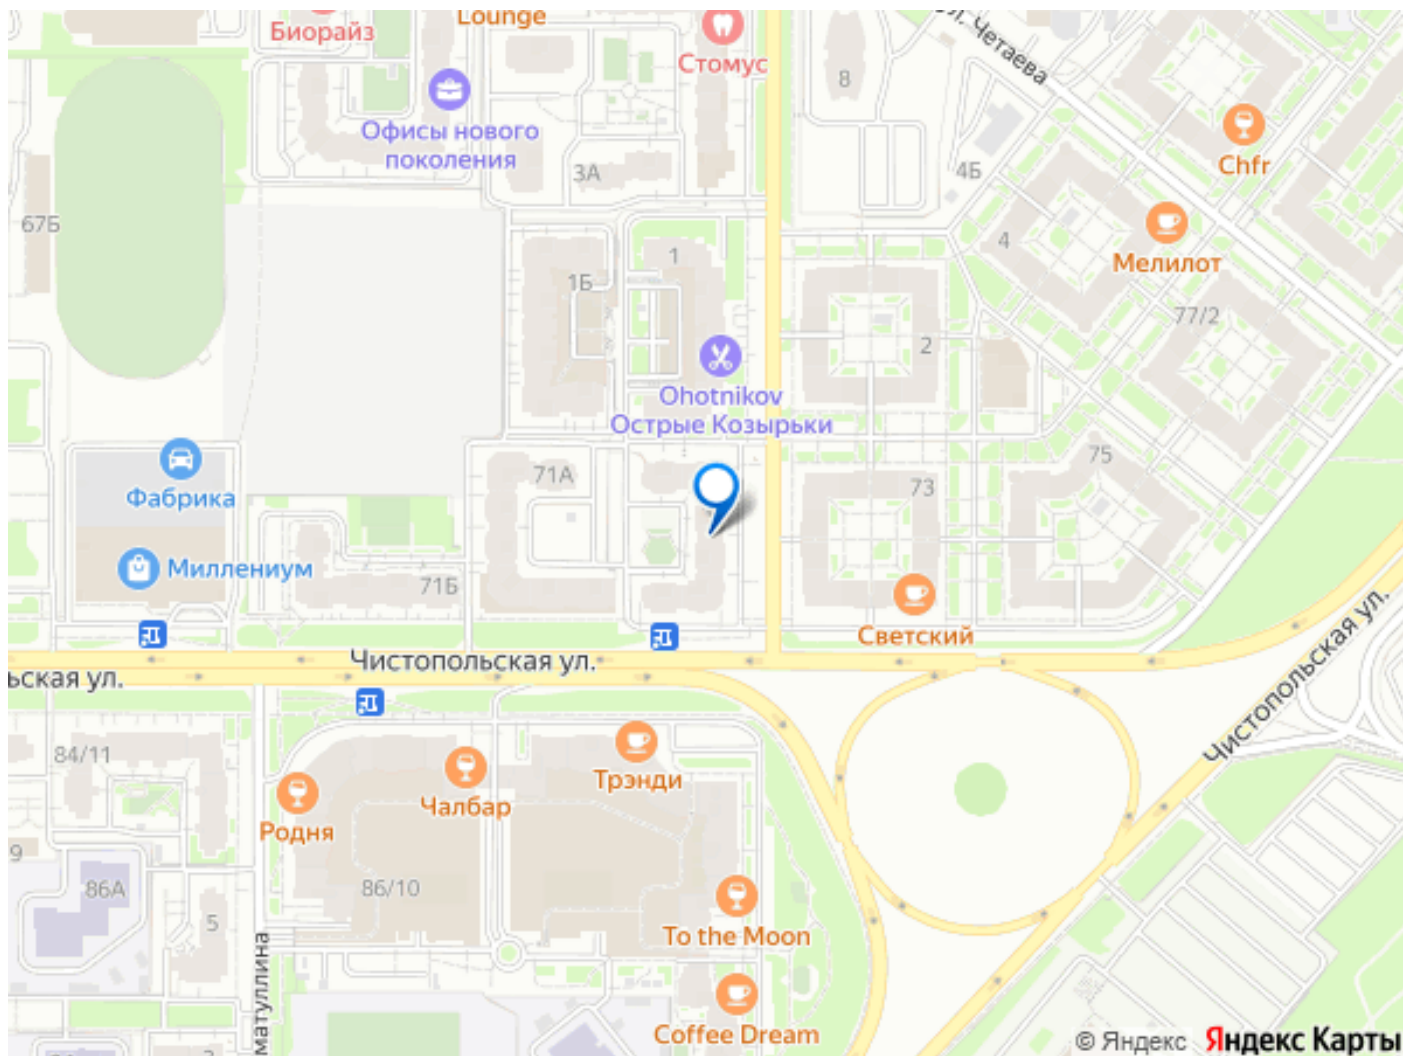 Lounge
Биорайз
Стомус
ул. Четаева
8
Офисы нового
поколения
3А
4Б
Chfr
67Б
1
4
Мелилот
1Б
77/2
2
Ohotnikov
Острые Козырьки
71А
75
73
Фабрика
Миллениум
71Б
Светский
Чистопольская ул.
ьская ул.
Чистопольская ул.
84/11
Трэнди
Чалбар
Родня
9
86А
86/10
5
To the Moon
матуллина
Coffee Dream
© Яндекс Яндекс Карты